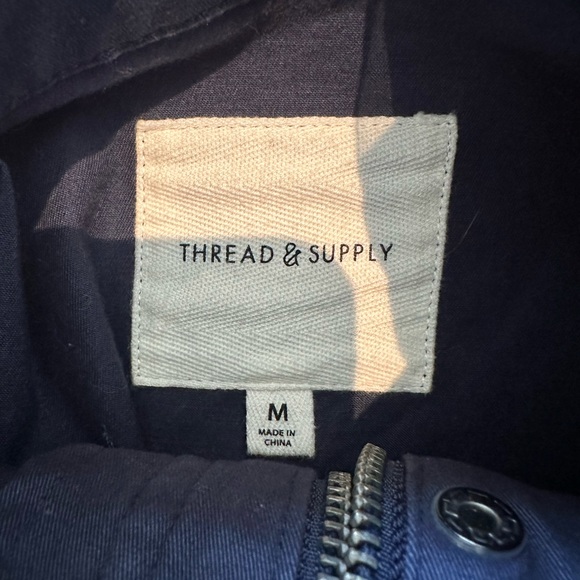 THREAD & SUPPLY
M
MADE IN
CHINA